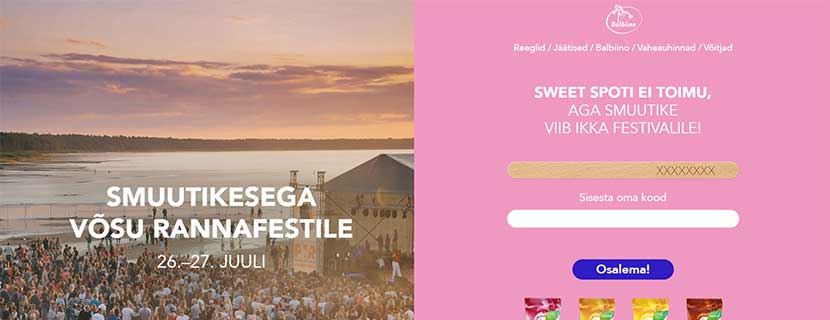 SMUUTIKESEGA
VÕSU RANNAFESTILE
26.–27. JUULI
Balbiino
Reeglid / Jäätised / Balbiino / Vaheauhinnad / Võitjad
SWEET SPOTI EI TOIMU,
AGA SMUUTIKE
VIIB IKKA FESTIVALILE!
XXXXXXXX
Sisesta oma kood
Osalema!